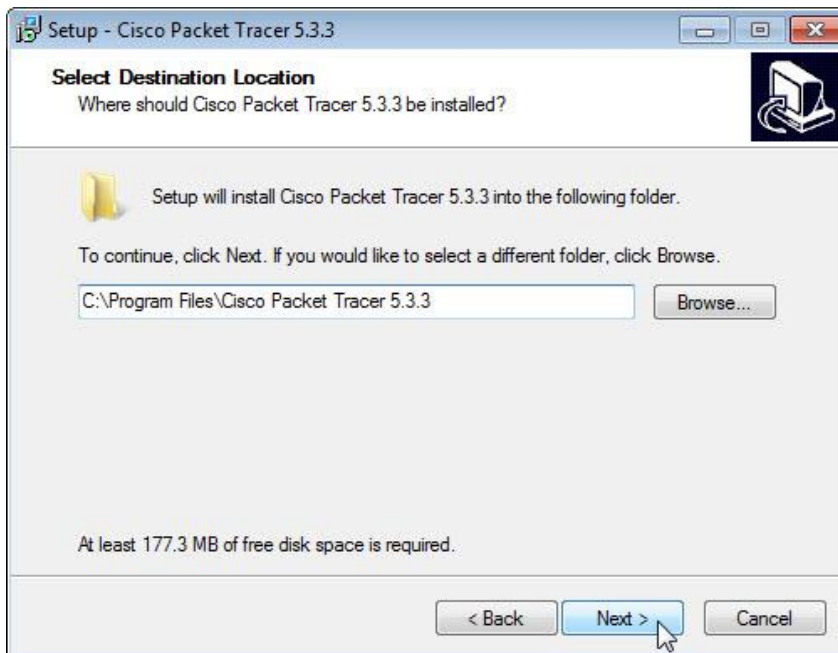 Setup - Cisco Packet Tracer 5.3.3
Select Destination Location
Where should Cisco Packet Tracer 5.3.3 be installed?
Setup will install Cisco Packet Tracer 5.3.3 into the following folder.
To continue, click Next. If you would like to select a different folder, click Browse.
C:\Program Files\Cisco Packet Tracer 5.3.3
Browse...
At least 177.3 MB of free disk space is required.
< Back
Next >
Cancel